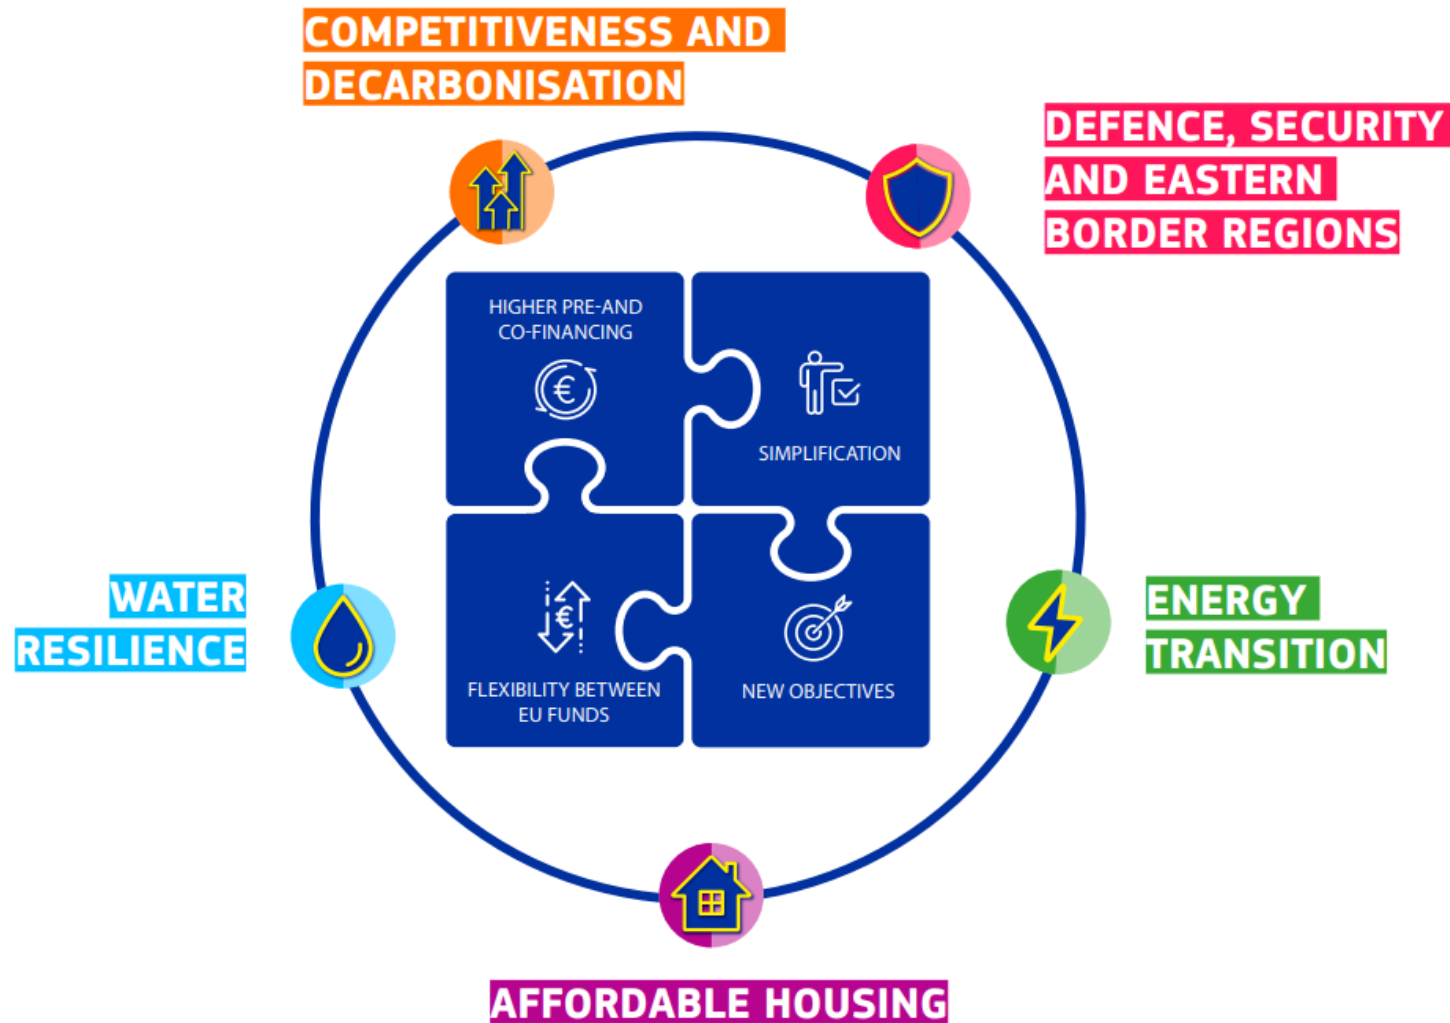 COMPETITIVENESS AND
DECARBONISATION
DEFENCE, SECURITY
AND EASTERN
BORDER REGIONS
HIGHER PRE-AND
CO-FINANCING
€
SIMPLIFICATION
€
FLEXIBILITY BETWEEN
EU FUNDS
NEW OBJECTIVES
WATER
RESILIENCE
ENERGY
TRANSITION
AFFORDABLE HOUSING